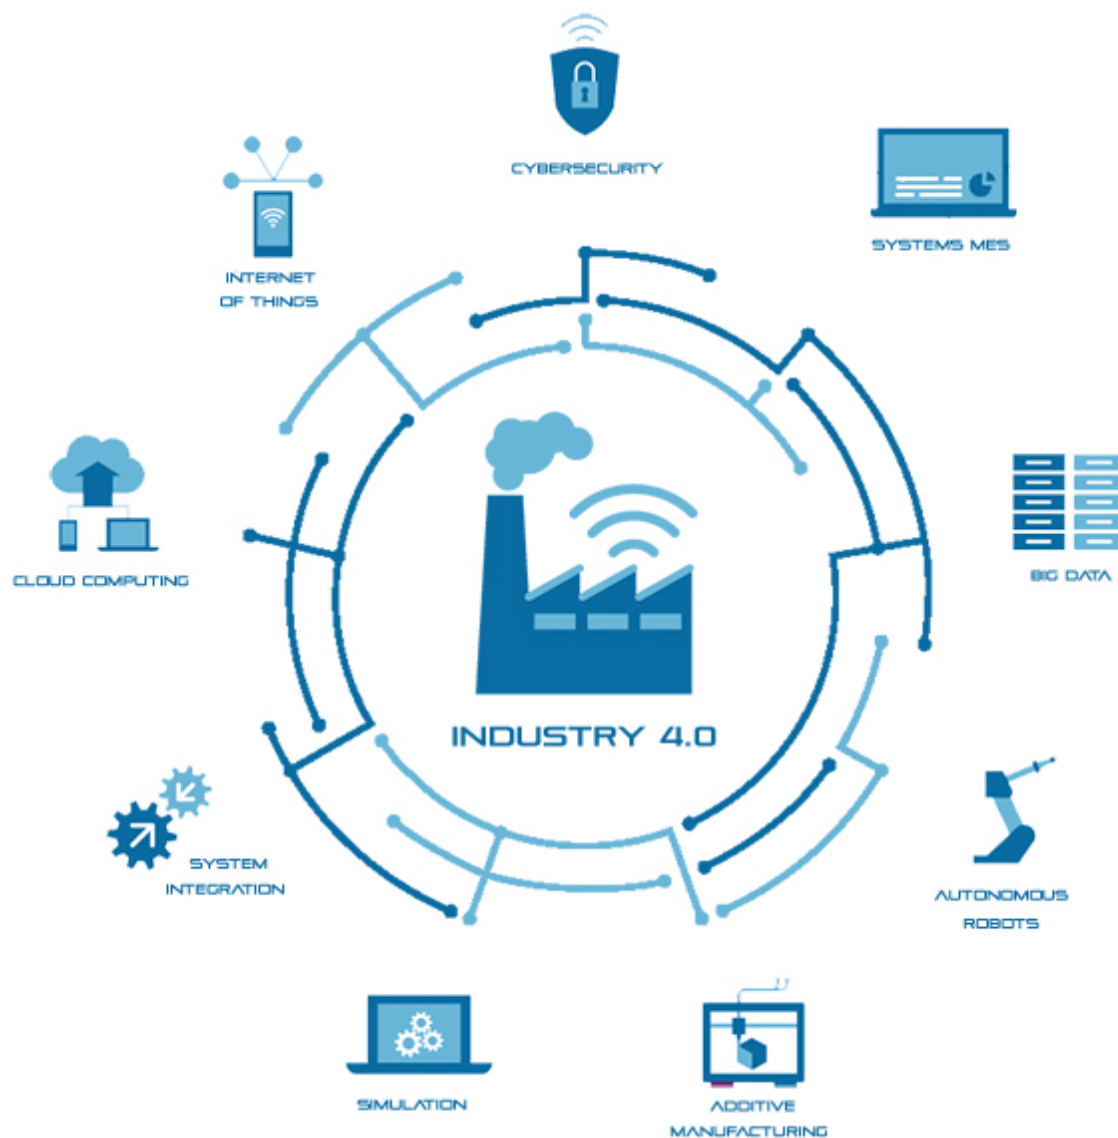 CYBERSECURITY
SYSTEMS MES
INTERNET
OF THINGS
BIG DATA
CLOUD COMPUTING
INDUSTRY 4.0
SYSTEM
INTEGRATION
AUTONOMOUS
ROBOTS
SIMULATION
ADDITIVE
MANUFACTURING